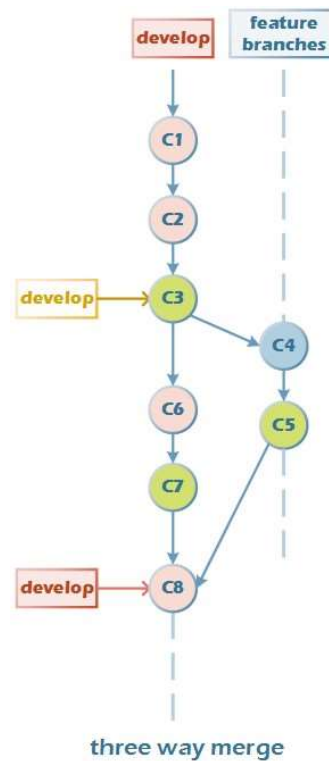 develop
feature
branches
C1
C2
develop
C3
C4
C6
C5
C7
develop
C8
three way merge